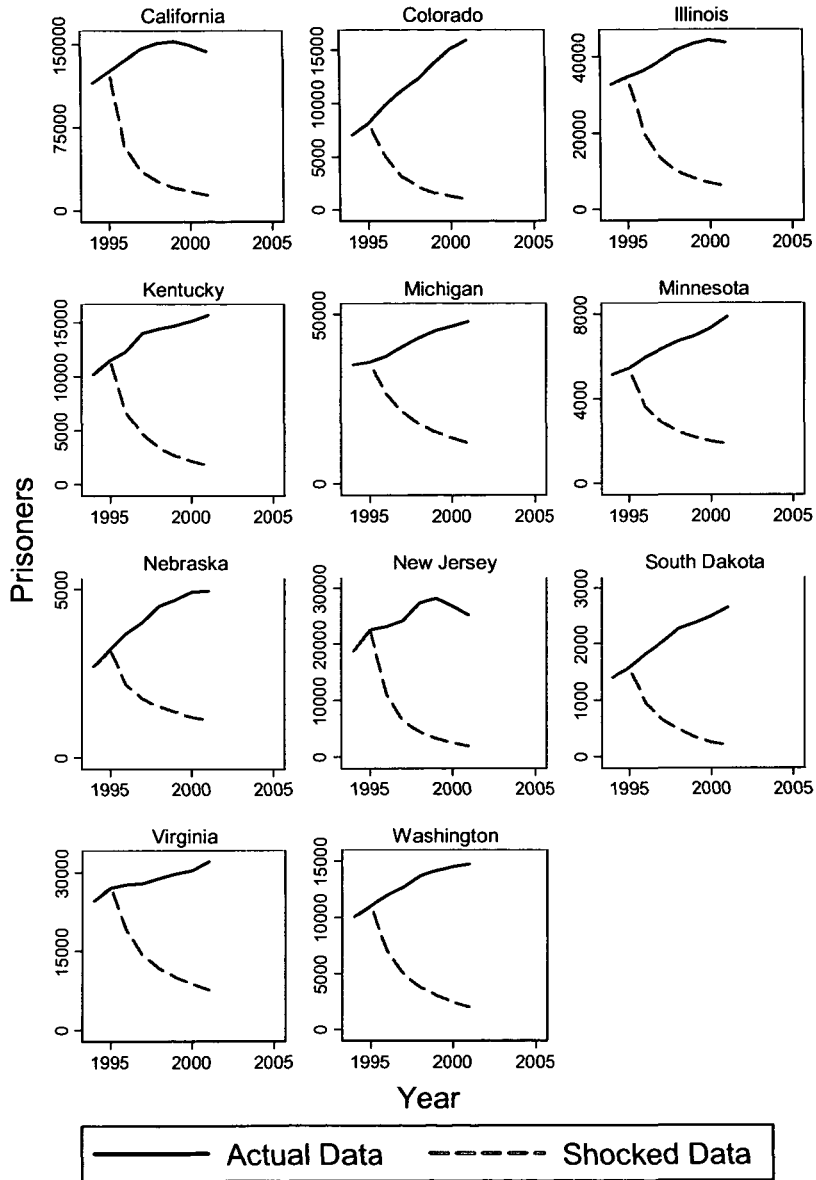 California
Colorado
Illinois
150000
75000
0
15000
10000
5000
0
40000
20000
0
1995 2000 2005
1995 2000 2005
1995 2000 2005
Kentucky
Michigan
Minnesota
15000
10000
5000
0
50000
0
8000
4000
0
1995 2000 2005
1995 2000 2005
1995 2000 2005
Prisoners
Nebraska
New Jersey
South Dakota
5000
0
30000
20000
10000
0
3000
2000
1000
0
1995 2000 2005
1995 2000 2005
1995 2000 2005
Virginia
Washington
30000
15000
0
15000
10000
5000
0
1995 2000 2005
1995 2000 2005
Year
Actual Data
Shocked Data